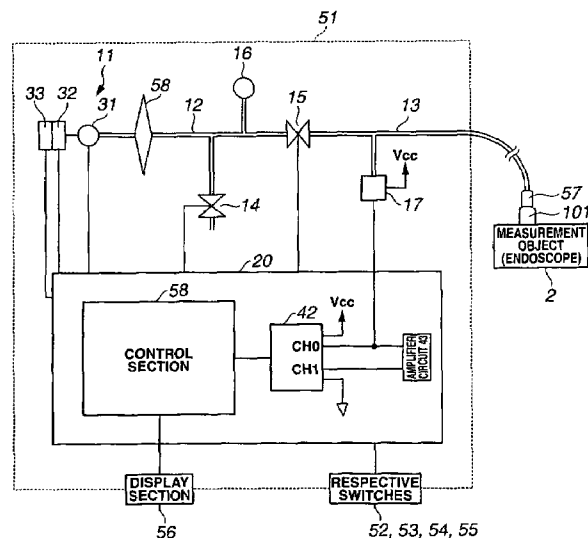 51
11
16
33 32
31
58
12
15
13
Vcc
17
14
57
101
MEASUREMENT
OBJECT
(ENDOSCOPE)
2
20
58
42
Vcc
CONTROL
SECTION
CH0
CH1
AMPLIFIER
CIRCUIT 43
DISPLAY
SECTION
56
RESPECTIVE
SWITCHES
52, 53, 54, 55